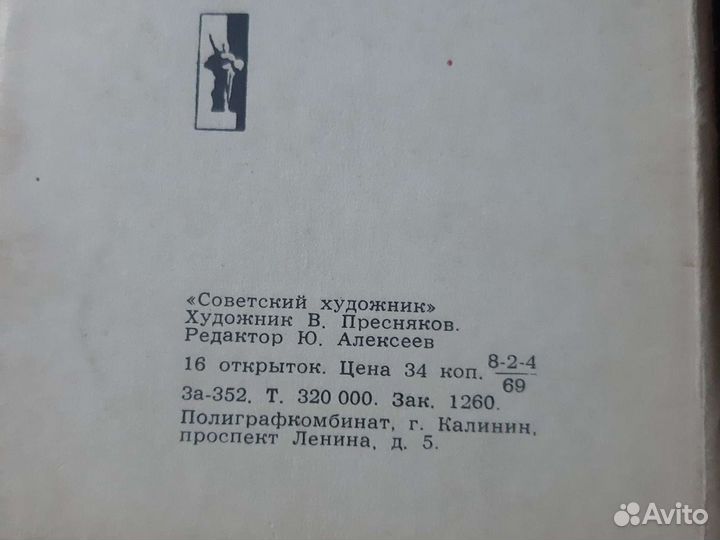 «Советский художник»
Художник В. Пресняков.
Редактор Ю. Алексеев
16 открыток. Цена 34 коп. 8-2-4/69
За-352. Т. 320 000. Зак. 1260.
Полиграфкомбинат, г. Калинин,
проспект Ленина, д. 5.
Avito